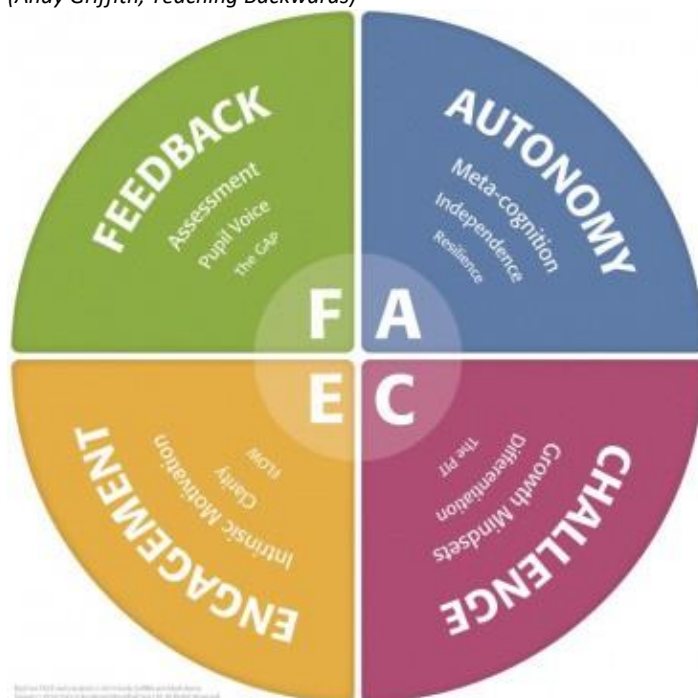 (Andy Griffith, Teaching Backwards)
FEEDBACK
Assessment
Pupil Voice
The GAP
F
AUTONOMY
Meta-cognition
Independence
Resilience
A
E
FLOW
Clarity
Intrinsic Motivation
ENGAGEMENT
C
The PIT
Differentiation
Growth Mindsets
CHALLENGE